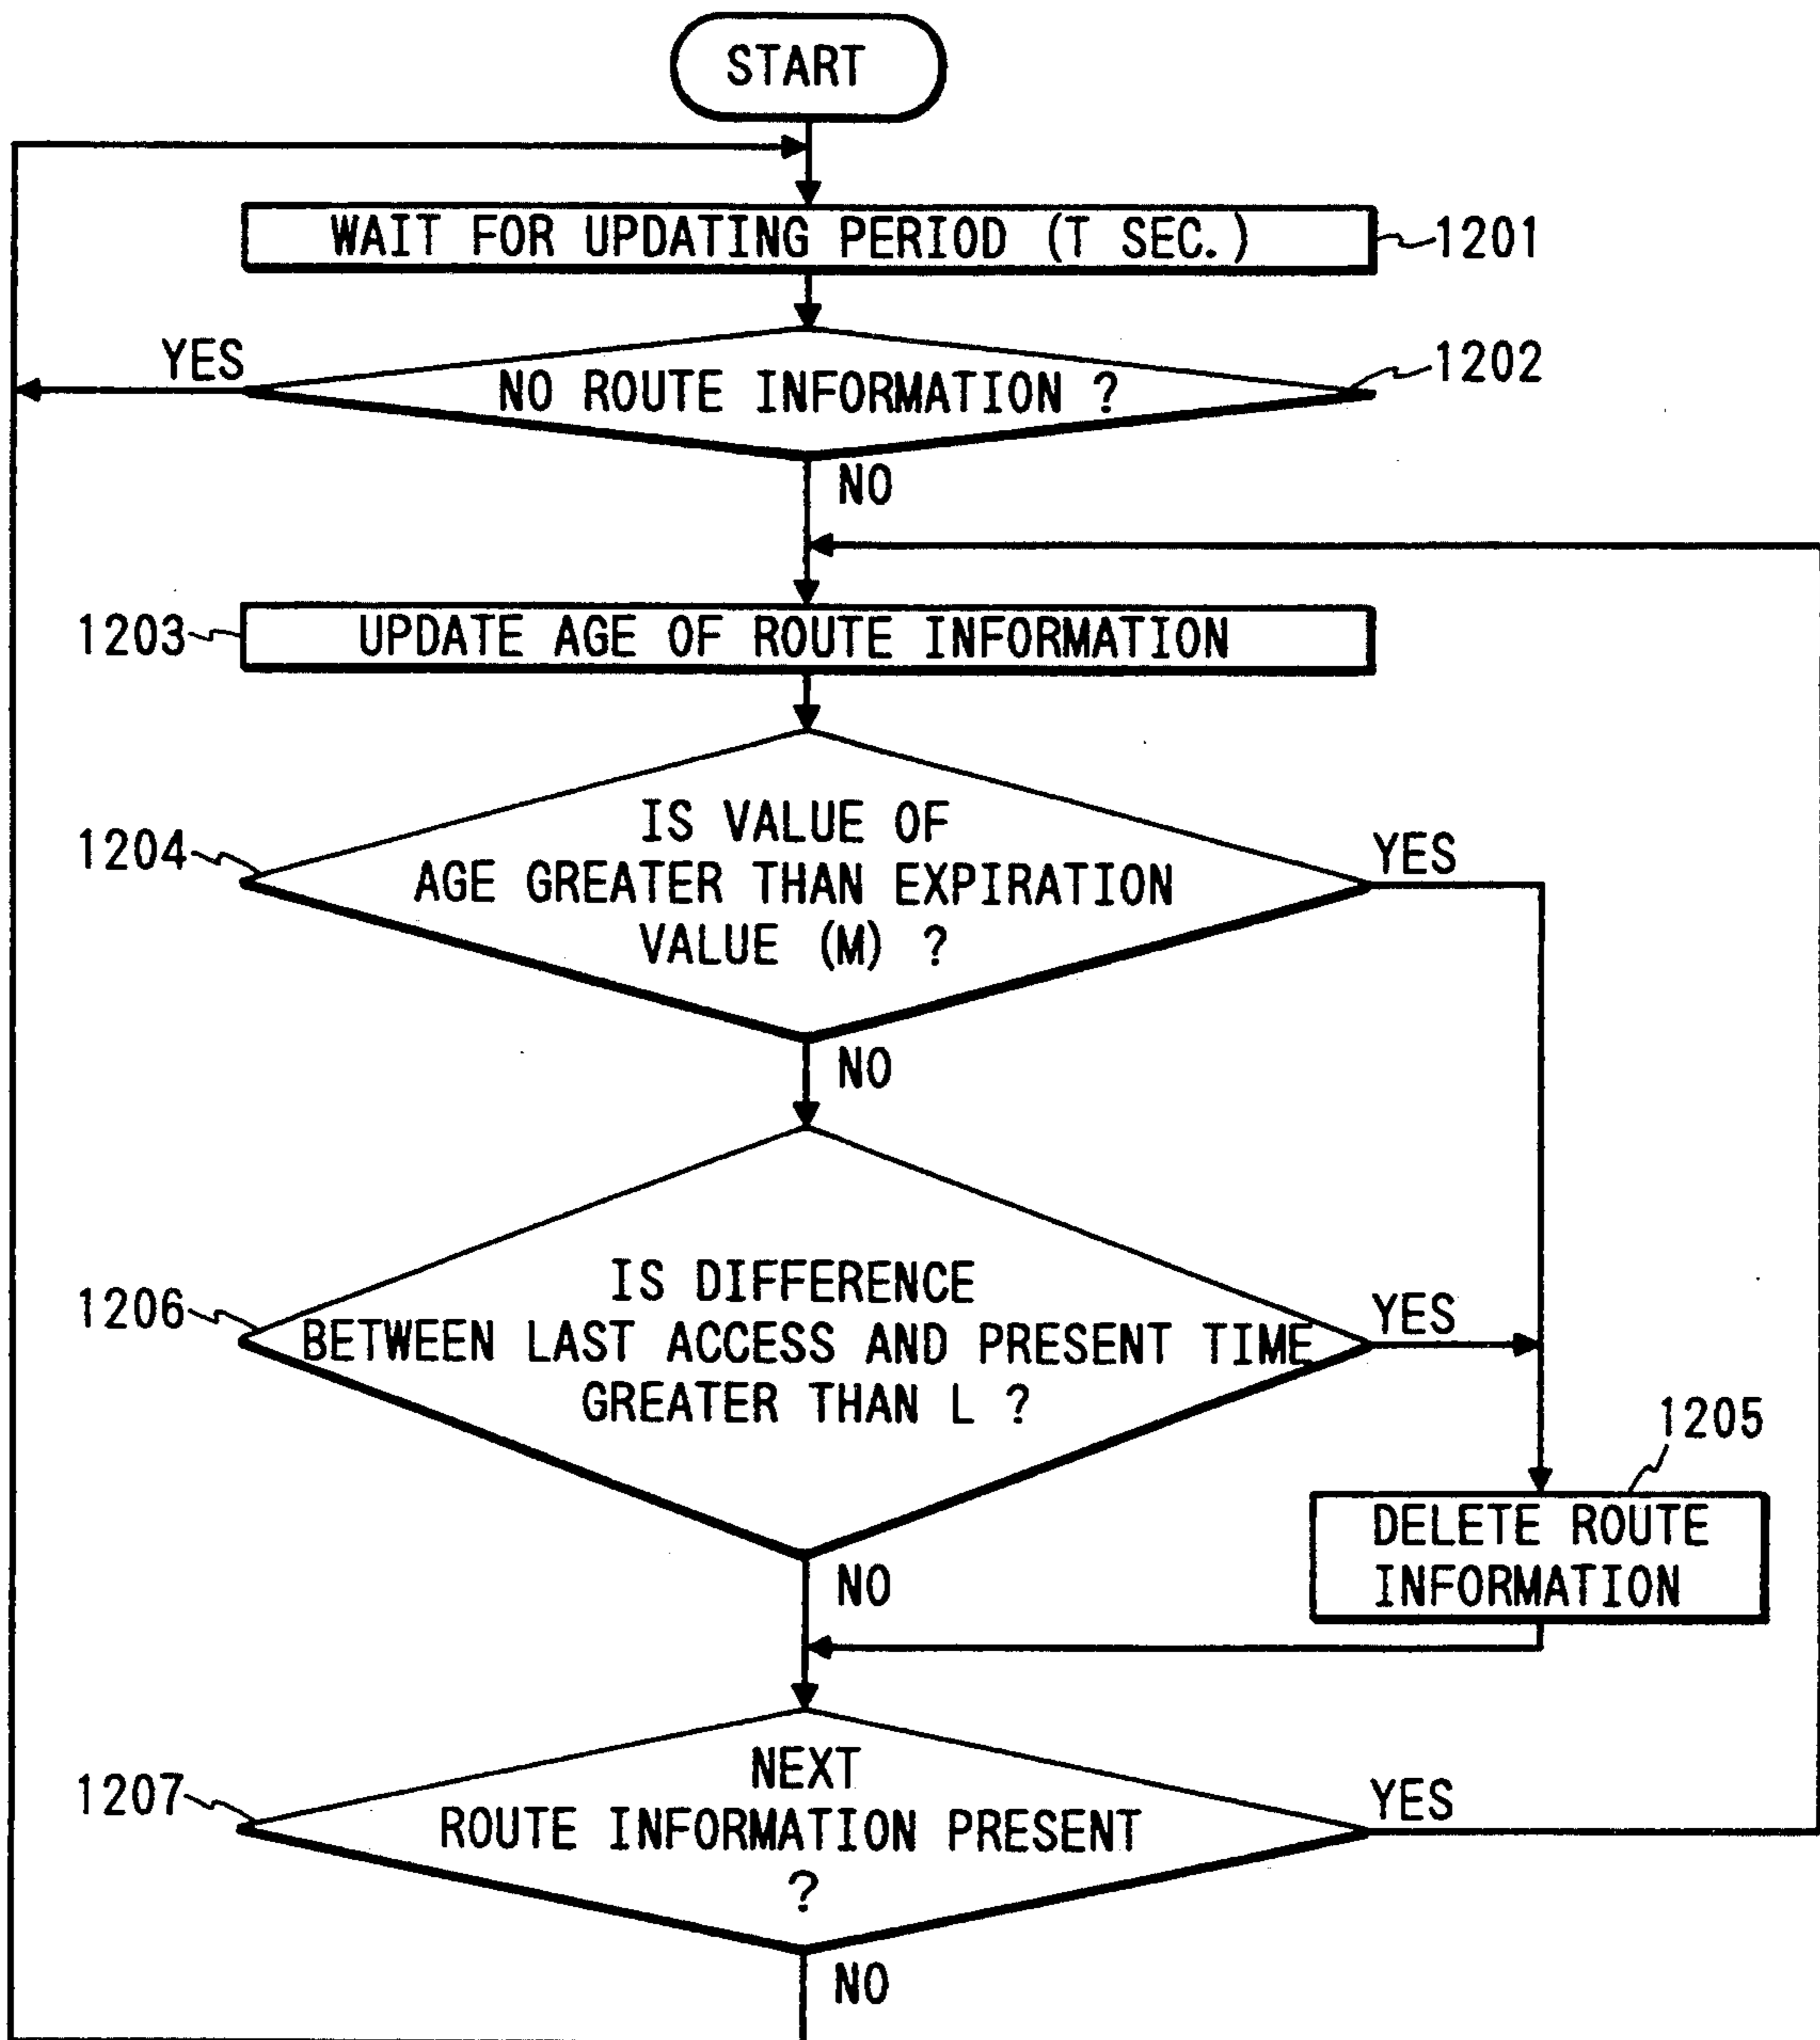 START
WAIT FOR UPDATING PERIOD (T SEC.)
1201
YES
NO ROUTE INFORMATION ?
1202
NO
1203
UPDATE AGE OF ROUTE INFORMATION
1204
IS VALUE OF
AGE GREATER THAN EXPIRATION
VALUE (M) ?
YES
NO
1206
IS DIFFERENCE
BETWEEN LAST ACCESS AND PRESENT TIME
GREATER THAN L ?
YES
1205
DELETE ROUTE
INFORMATION
NO
1207
NEXT
ROUTE INFORMATION PRESENT
?
YES
NO